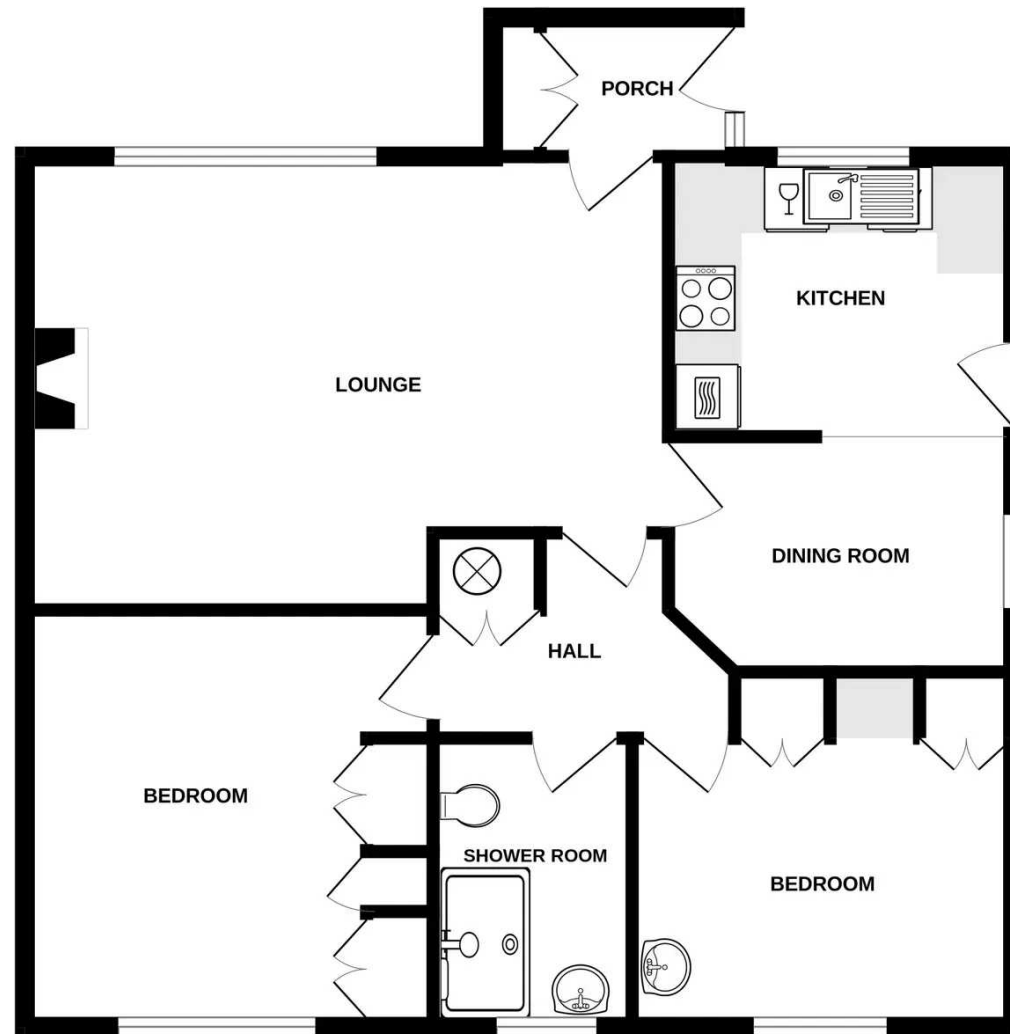 PORCH
KITCHEN
LOUNGE
DINING ROOM
HALL
BEDROOM
SHOWER ROOM
BEDROOM